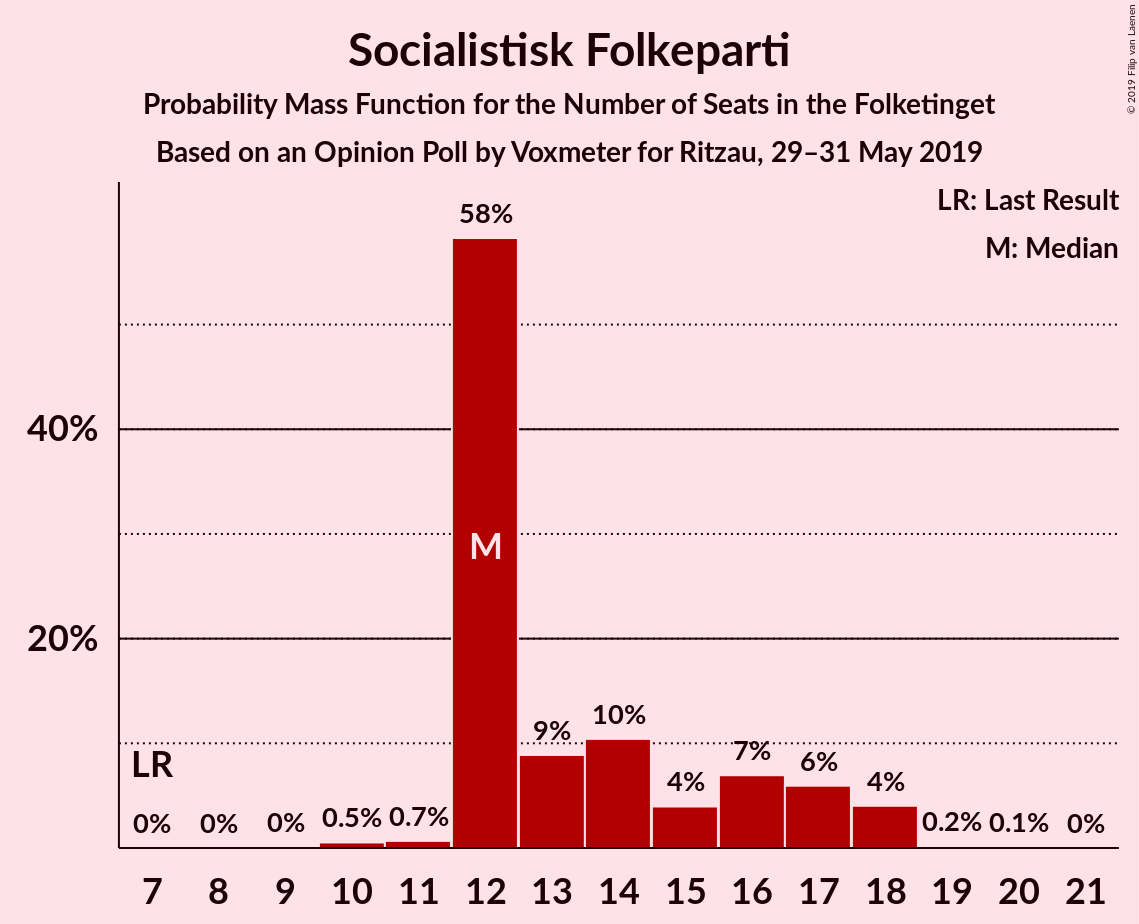 Socialistisk Folkeparti
Probability Mass Function for the Number of Seats in the Folketinget
Based on an Opinion Poll by Voxmeter for Ritzau, 29–31 May 2019
© 2019 Filip van Laenen
LR: Last Result
M: Median
58%
40%
M
20%
10%
9%
7%
6%
4%
4%
LR
0%
0%
0%
0.5%
0.7%
0.2%
0.1%
0%
7 8 9 10 11 12 13 14 15 16 17 18 19 20 21